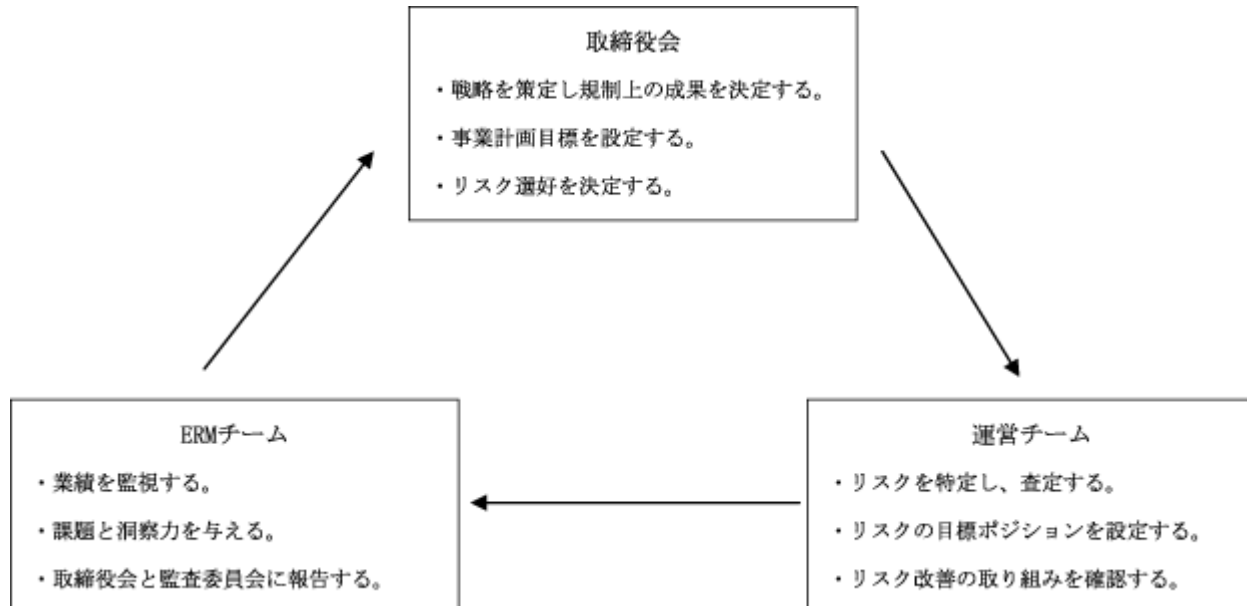 取締役会
・戦略を策定し規制上の成果を決定する。
・事業計画目標を設定する。
・リスク選好を決定する。
ERMチーム
・業績を監視する。
・課題と洞察力を与える。
・取締役会と監査委員会に報告する。
運営チーム
・リスクを特定し、査定する。
・リスクの目標ポジションを設定する。
・リスク改善の取り組みを確認する。